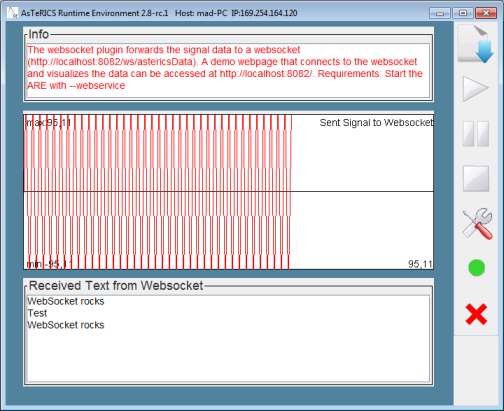 AsTeRICS Runtime Environment 2.8-rc.1 Host: mad-PC IP:169.254.164.120
Info
The websocket plugin forwards the signal data to a websocket
(http://localhost:8082/ws/astericsData). A demo webpage that connects to the websocket
and visualizes the data can be accessed at http://localhost:8082/. Requirements: Start the
ARE with --webservice
max:95,11 Sent Signal to Websocket
min:-95,11 95,11
Received Text from Websocket
WebSocket rocks
Test
WebSocket rocks